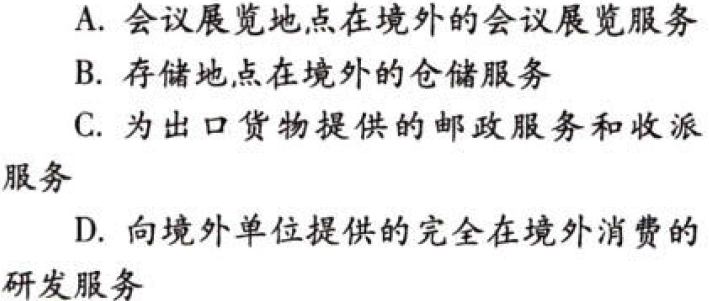 A. 会议展览地点在境外的会议展览服务
B. 存储地点在境外的仓储服务
C. 为出口货物提供的邮政服务和收派
服务
D. 向境外单位提供的完全在境外消费的
研发服务